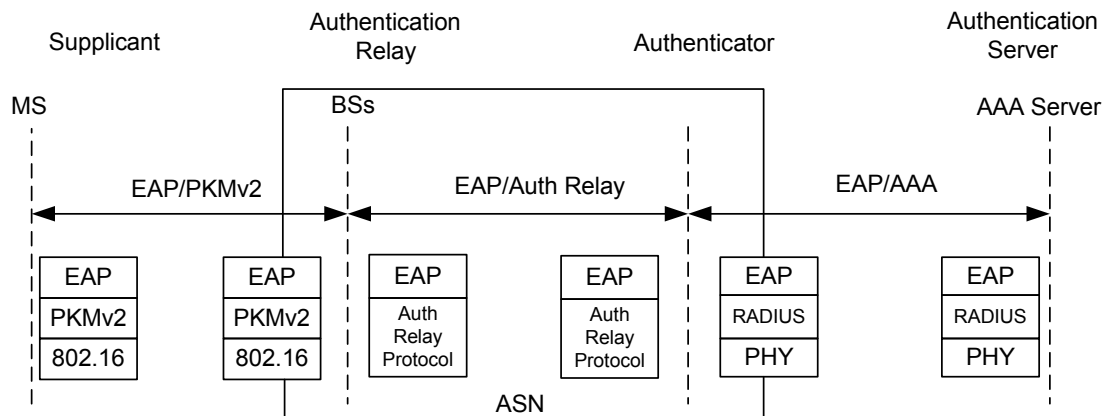 Supplicant
Authentication
Relay
Authenticator
Authentication
Server
MS
BSs
AAA Server
EAP/PKMv2
EAP/Auth Relay
EAP/AAA
EAP
PKMv2
802.16
EAP
PKMv2
802.16
EAP
Auth
Relay
Protocol
EAP
Auth
Relay
Protocol
EAP
RADIUS
PHY
EAP
RADIUS
PHY
ASN